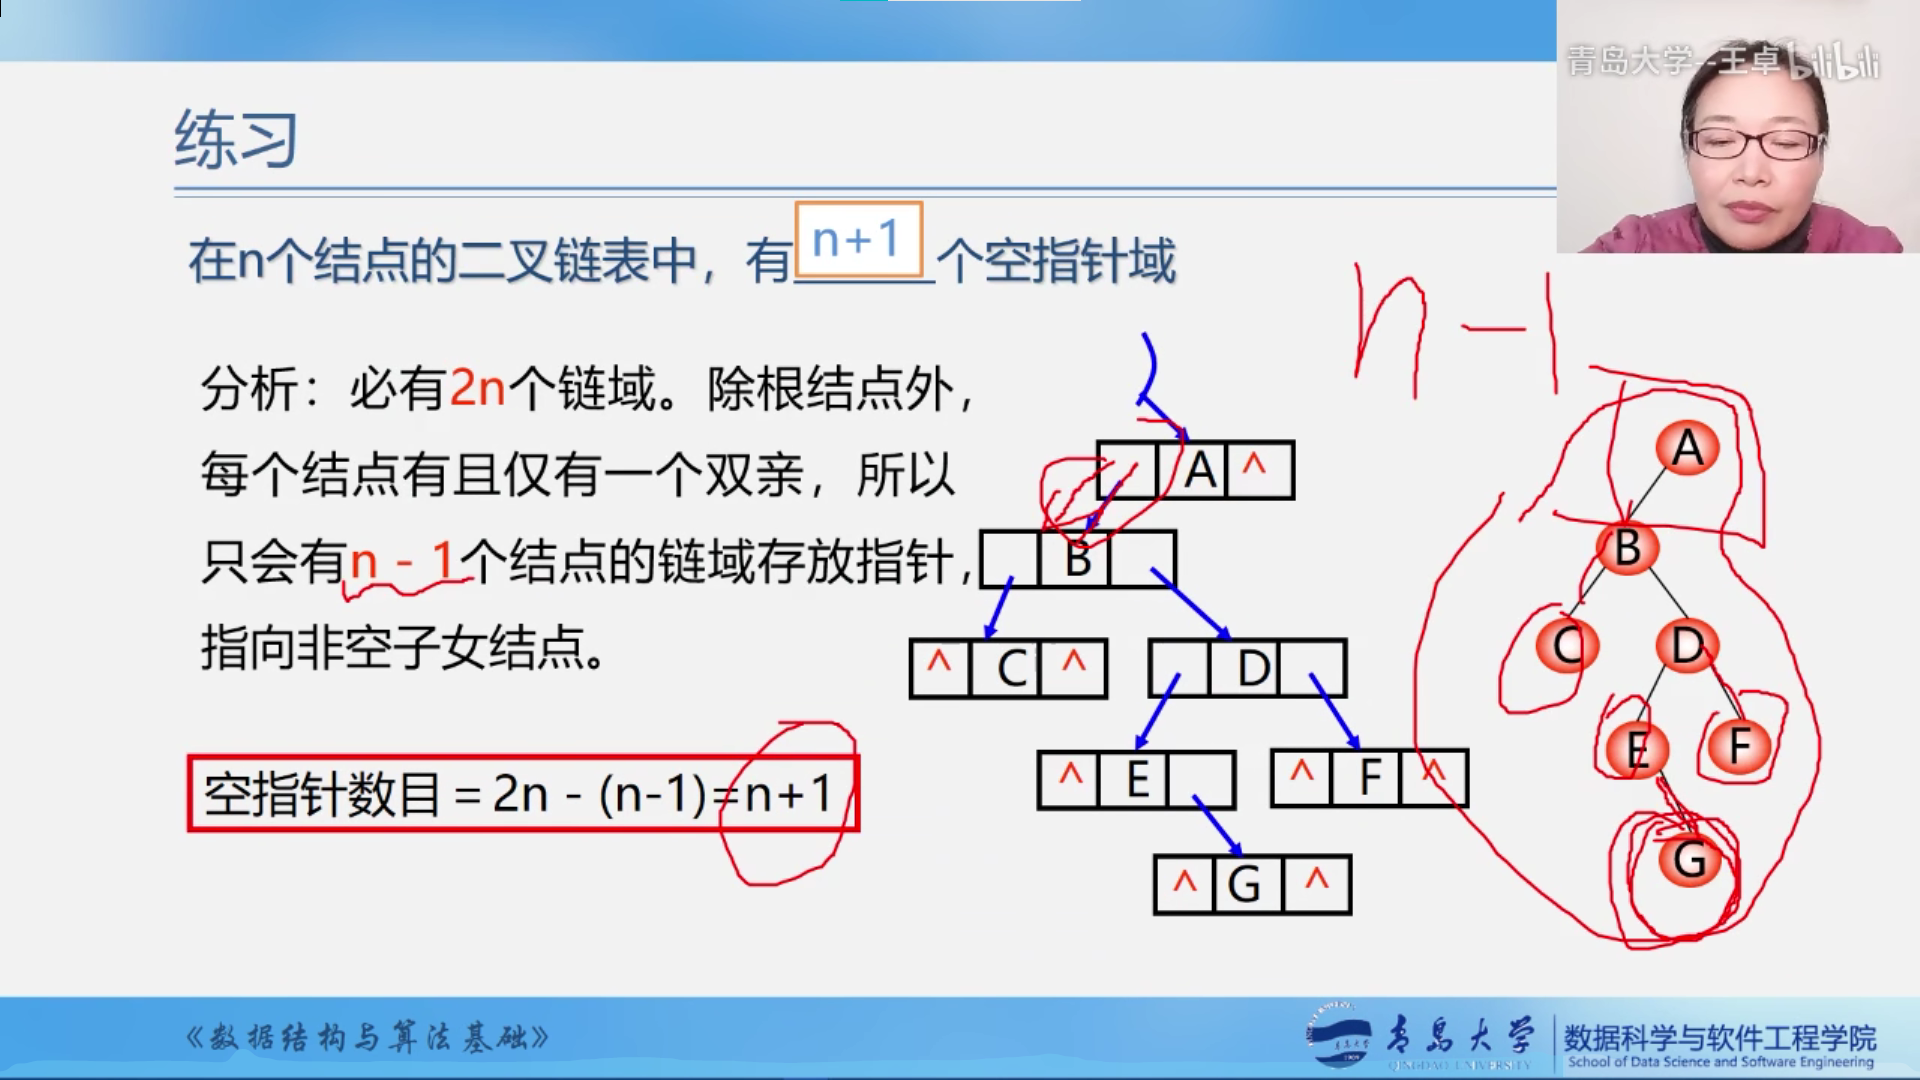 青岛大学--王卓 bilibili
练习
在n个结点的二叉链表中，有 n+1 个空指针域
n-1
分析：必有2n个链域。除根结点外，
每个结点有且仅有一个双亲，所以
只会有n - 1个结点的链域存放指针，
指向非空子女结点。
空指针数目＝2n - (n-1)=n+1
A ^
B
^ C ^
D
^ E
^ F ^
^ G ^
A
B
C
D
E
F
G
《数据结构与算法基础》
青岛大学
QINGDAO UNIVERSITY
数据科学与软件工程学院
School of Data Science and Software Engineering